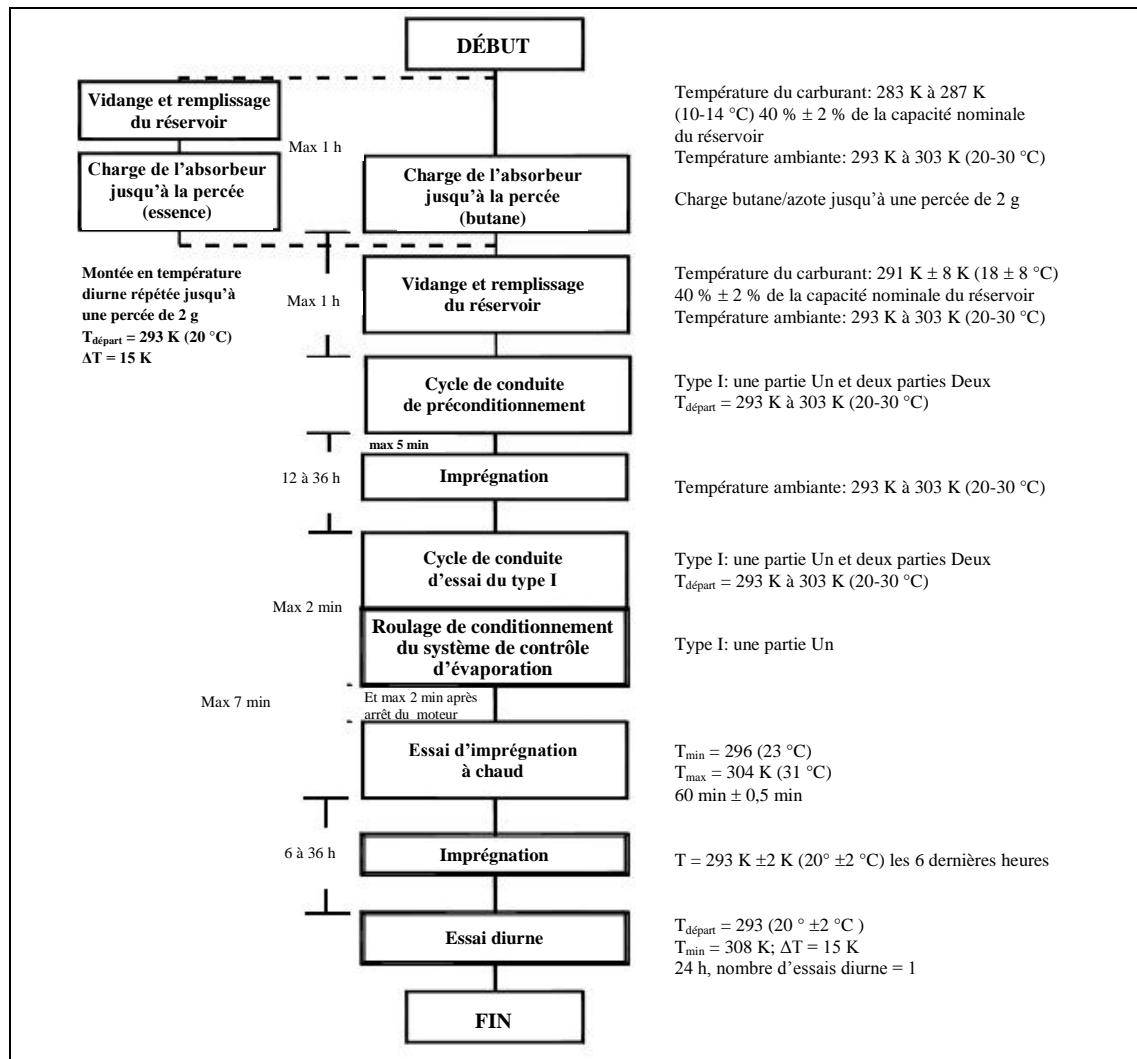 DÉBUT
Vidange et remplissage
du réservoir
Max 1 h
Charge de l'absorbeur
jusqu'à la percée
(essence)
Température du carburant: 283 K à 287 K
(10-14 °C) 40 % ± 2 % de la capacité nominale
du réservoir
Température ambiante: 293 K à 303 K (20-30 °C)
Charge de l'absorbeur
jusqu'à la percée
(butane)
Charge butane/azote jusqu'à une percée de 2 g
Montée en température
diurne répétée jusqu'à
une percée de 2 g
Tdépart = 293 K (20 °C)
ΔT = 15 K
Max 1 h
Vidange et remplissage
du réservoir
Température du carburant: 291 K ± 8 K (18 ± 8 °C)
40 % ± 2 % de la capacité nominale du réservoir
Température ambiante: 293 K à 303 K (20-30 °C)
Cycle de conduite
de préconditionnement
Type I: une partie Un et deux parties Deux
Tdépart = 293 K à 303 K (20-30 °C)
max 5 min
12 à 36 h
Imprégnation
Température ambiante: 293 K à 303 K (20-30 °C)
Cycle de conduite
d'essai du type I
Type I: une partie Un et deux parties Deux
Tdépart = 293 K à 303 K (20-30 °C)
Max 2 min
Roulage de conditionnement
du système de contrôle
d'évaporation
Type I: une partie Un
Max 7 min
Et max 2 min après
arrêt du moteur
Essai d'imprégnation
à chaud
Tmin = 296 (23 °C)
Tmax = 304 K (31 °C)
60 min ± 0,5 min
6 à 36 h
Imprégnation
T = 293 K ±2 K (20° ±2 °C) les 6 dernières heures
Essai diurne
Tdépart = 293 (20 ° ±2 °C )
Tmin = 308 K; ΔT = 15 K
24 h, nombre d'essais diurne = 1
FIN